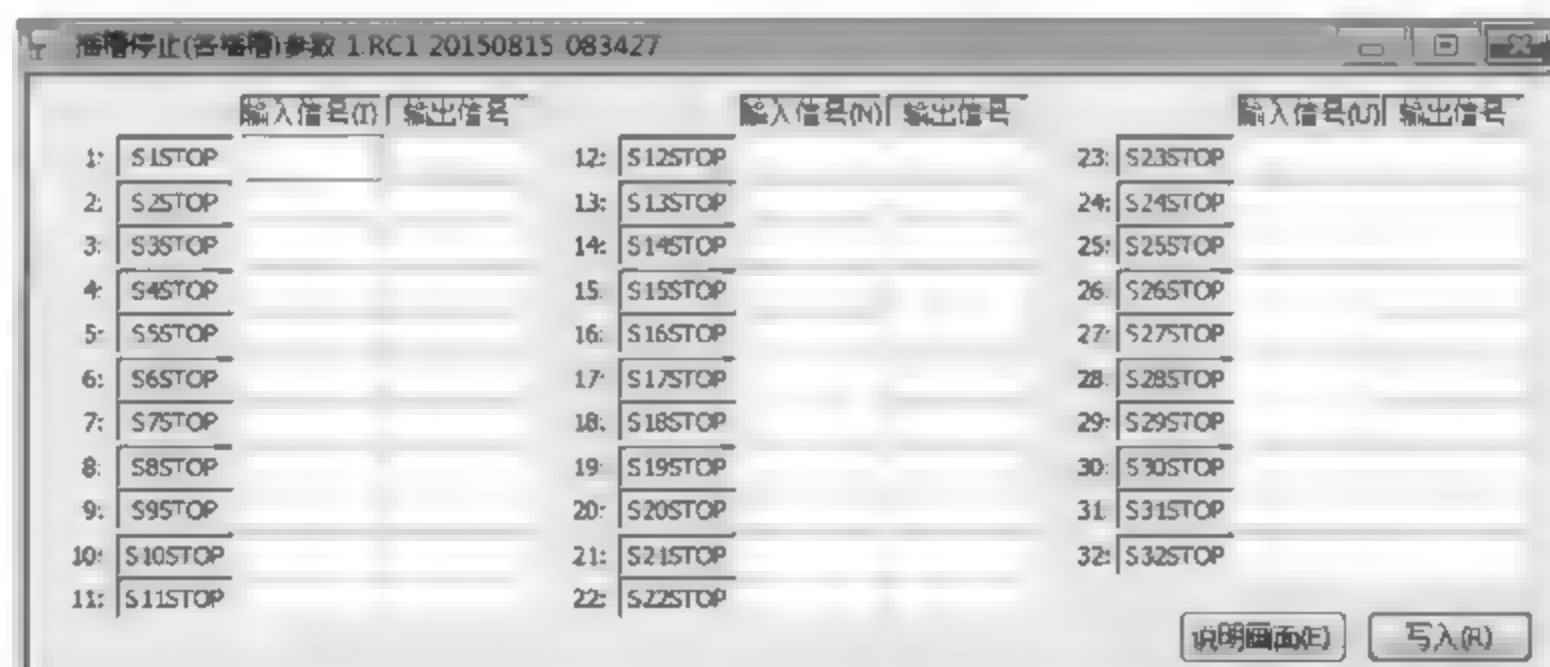 插槽停止(各插槽)参数 1:RC1 20150815 083427
输入信号(I) 输出信号 输入信号(N) 输出信号 输入信号(U) 输出信号
1: S1STOP 12: S12STOP 23: S23STOP
2: S2STOP 13: S13STOP 24: S24STOP
3: S3STOP 14: S14STOP 25: S25STOP
4: S4STOP 15: S15STOP 26: S26STOP
5: S5STOP 16: S16STOP 27: S27STOP
6: S6STOP 17: S17STOP 28: S28STOP
7: S7STOP 18: S18STOP 29: S29STOP
8: S8STOP 19: S19STOP 30: S30STOP
9: S9STOP 20: S20STOP 31: S31STOP
10: S10STOP 21: S21STOP 32: S32STOP
11: S11STOP 22: S22STOP
说明画面(E) 写入(R)